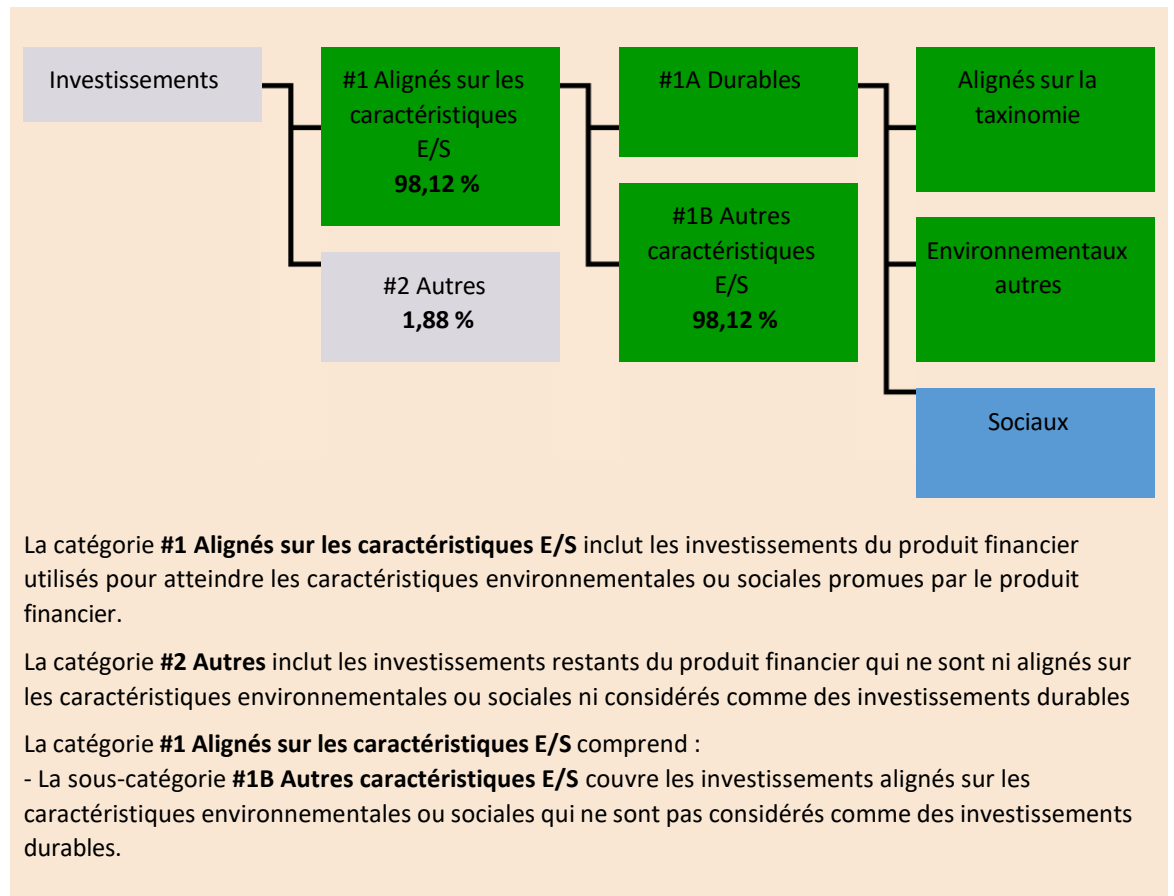 Investissements
#1 Alignés sur les
caractéristiques
E/S
98,12 %
#2 Autres
1,88 %
#1A Durables
#1B Autres
caractéristiques
E/S
98,12 %
Alignés sur la
taxinomie
Environnementaux
autres
Sociaux
La catégorie #1 Alignés sur les caractéristiques E/S inclut les investissements du produit financier
utilisés pour atteindre les caractéristiques environnementales ou sociales promues par le produit
financier.
La catégorie #2 Autres inclut les investissements restants du produit financier qui ne sont ni alignés sur
les caractéristiques environnementales ou sociales ni considérés comme des investissements durables
La catégorie #1 Alignés sur les caractéristiques E/S comprend :
- La sous-catégorie #1B Autres caractéristiques E/S couvre les investissements alignés sur les
caractéristiques environnementales ou sociales qui ne sont pas considérés comme des investissements
durables.